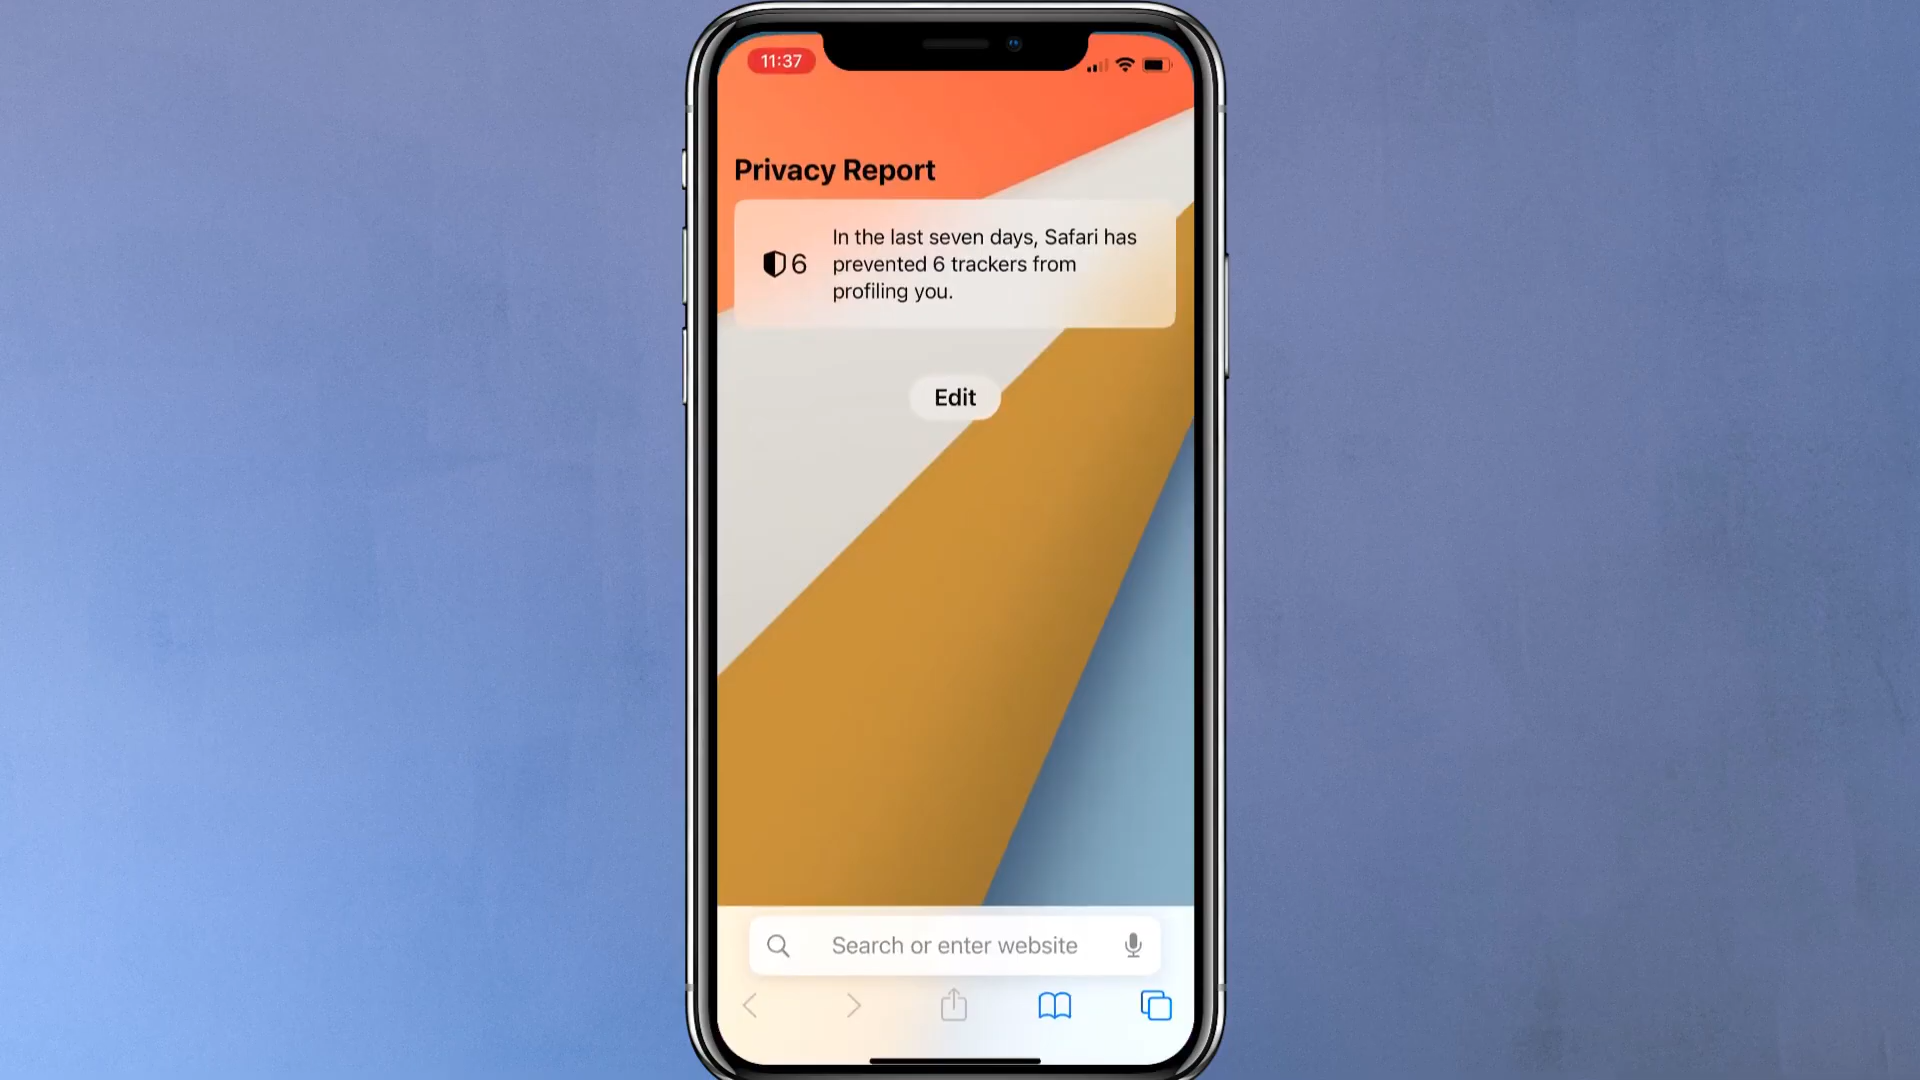 11:37
Privacy Report
6
In the last seven days, Safari has
prevented 6 trackers from
profiling you.
Edit
Search or enter website